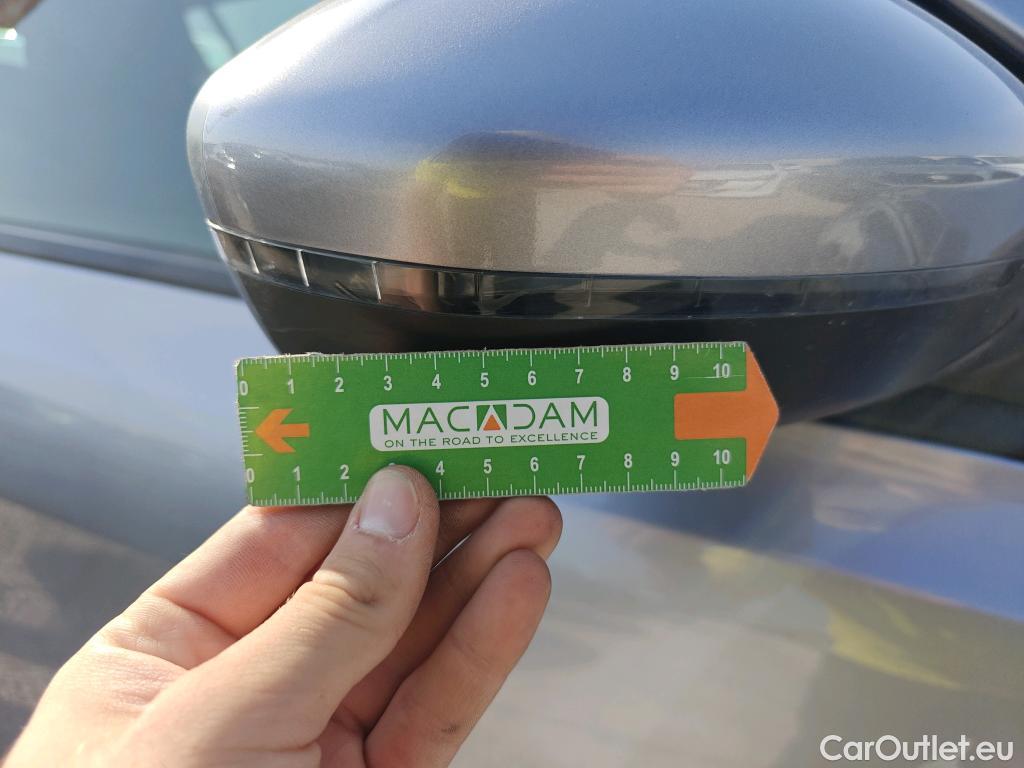 0 1 2 3 4 5 6 7 8 9 10
MACADAM
ON THE ROAD TO EXCELLENCE
0 1 2 3 4 5 6 7 8 9 10
CarOutlet.eu